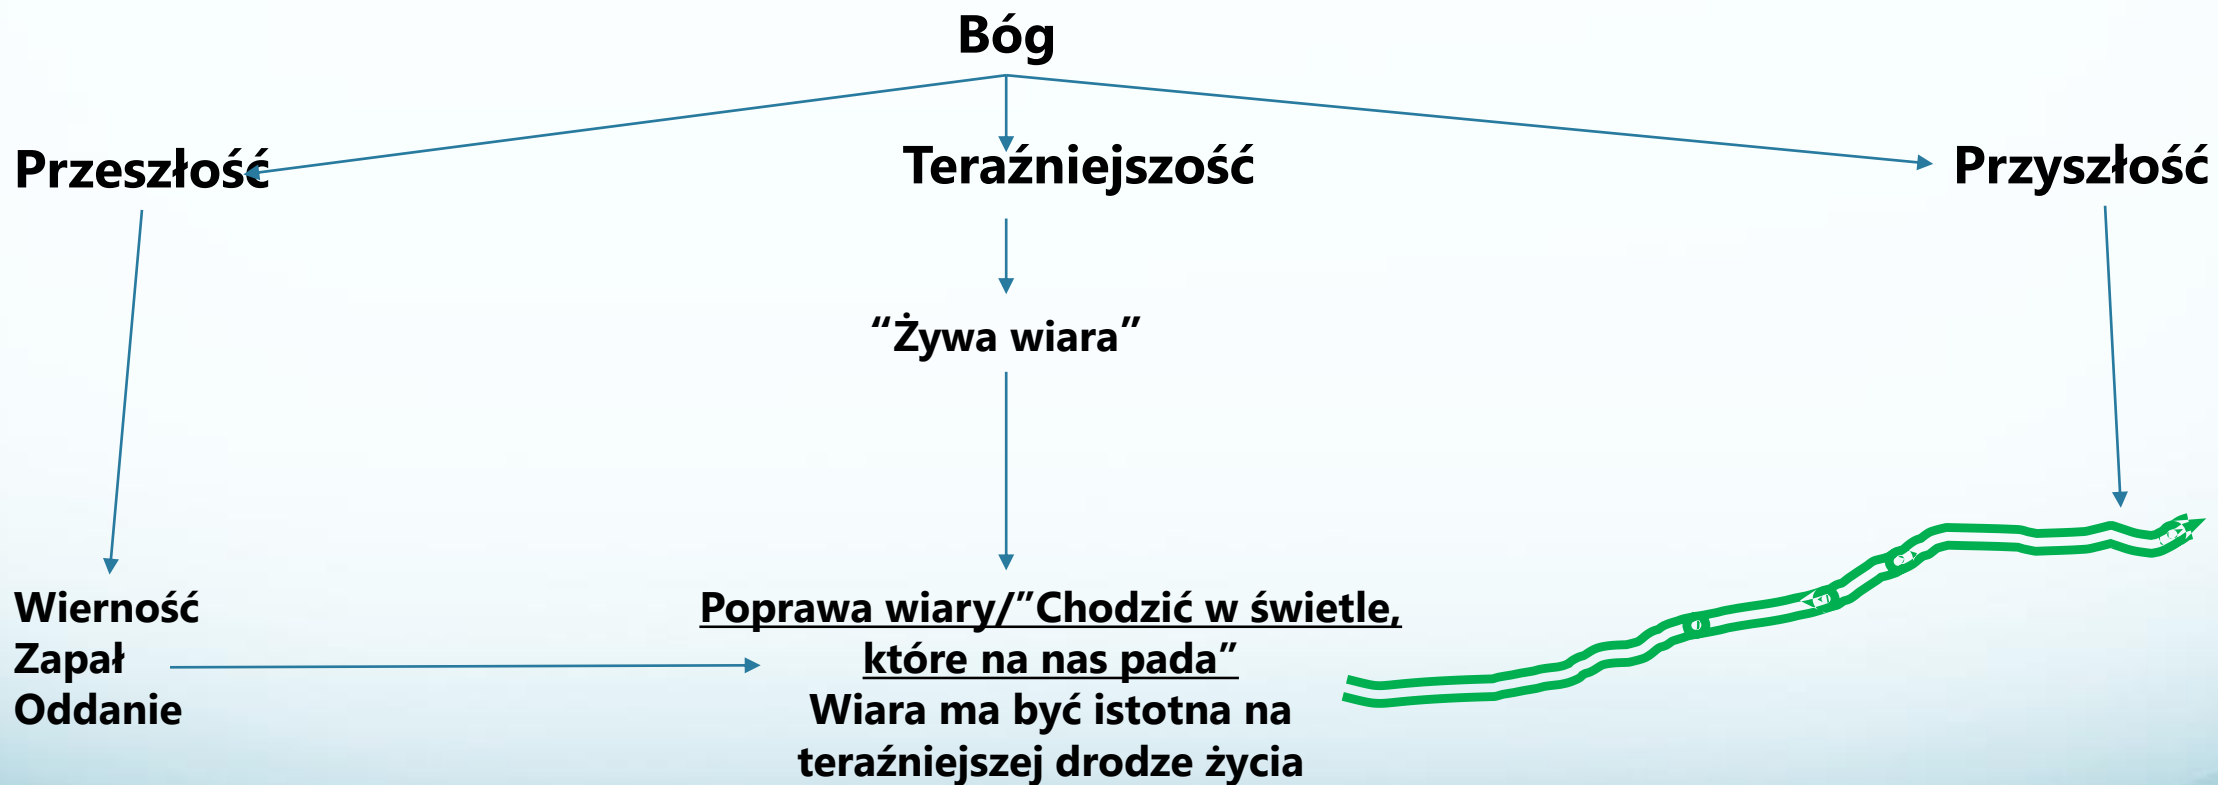 Bóg
Przeszłość
Teraźniejszość
Przyszłość
“Żywa wiara”
Wierność
Zapał
Oddanie
Poprawa wiary/”Chodzić w świetle,
które na nas pada”
Wiara ma być istotna na
teraźniejszej drodze życia